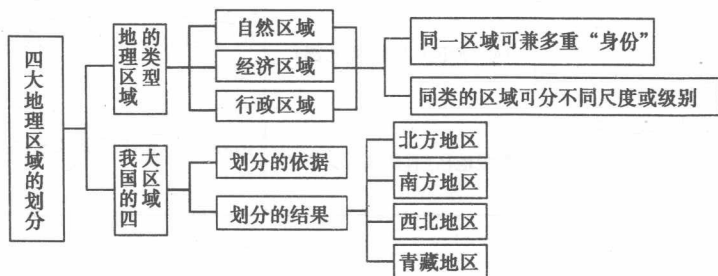 四大地理区域的划分
地理区域的类型
自然区域
经济区域
行政区域
同一区域可兼多重“身份”
同类的区域可分不同尺度或级别
我国的四大区域
划分的依据
划分的结果
北方地区
南方地区
西北地区
青藏地区